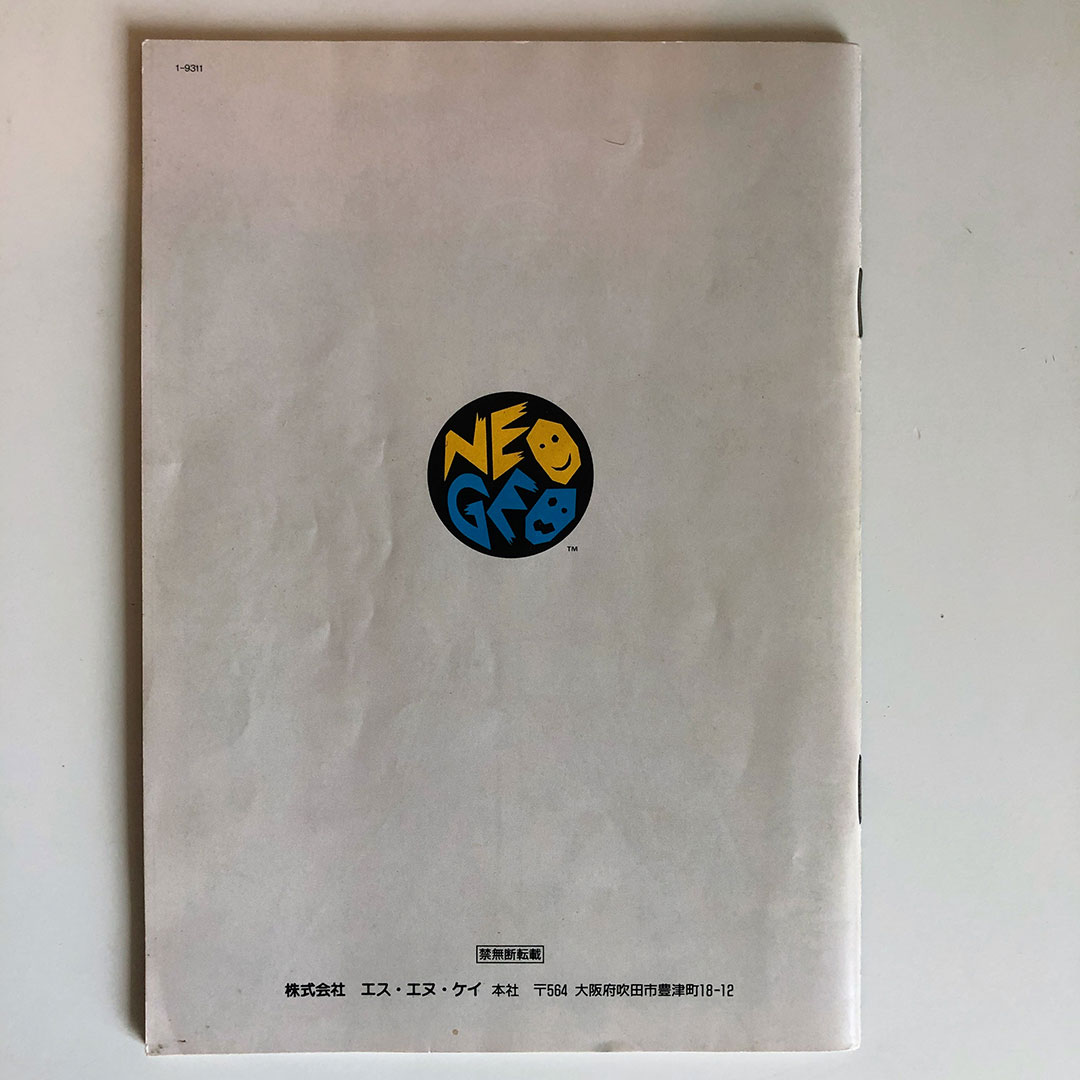 1-9311
NEO
GEO
TM
禁無断転載
株式会社 エス・エヌ・ケイ 本社 〒564 大阪府吹田市豊津町18-12